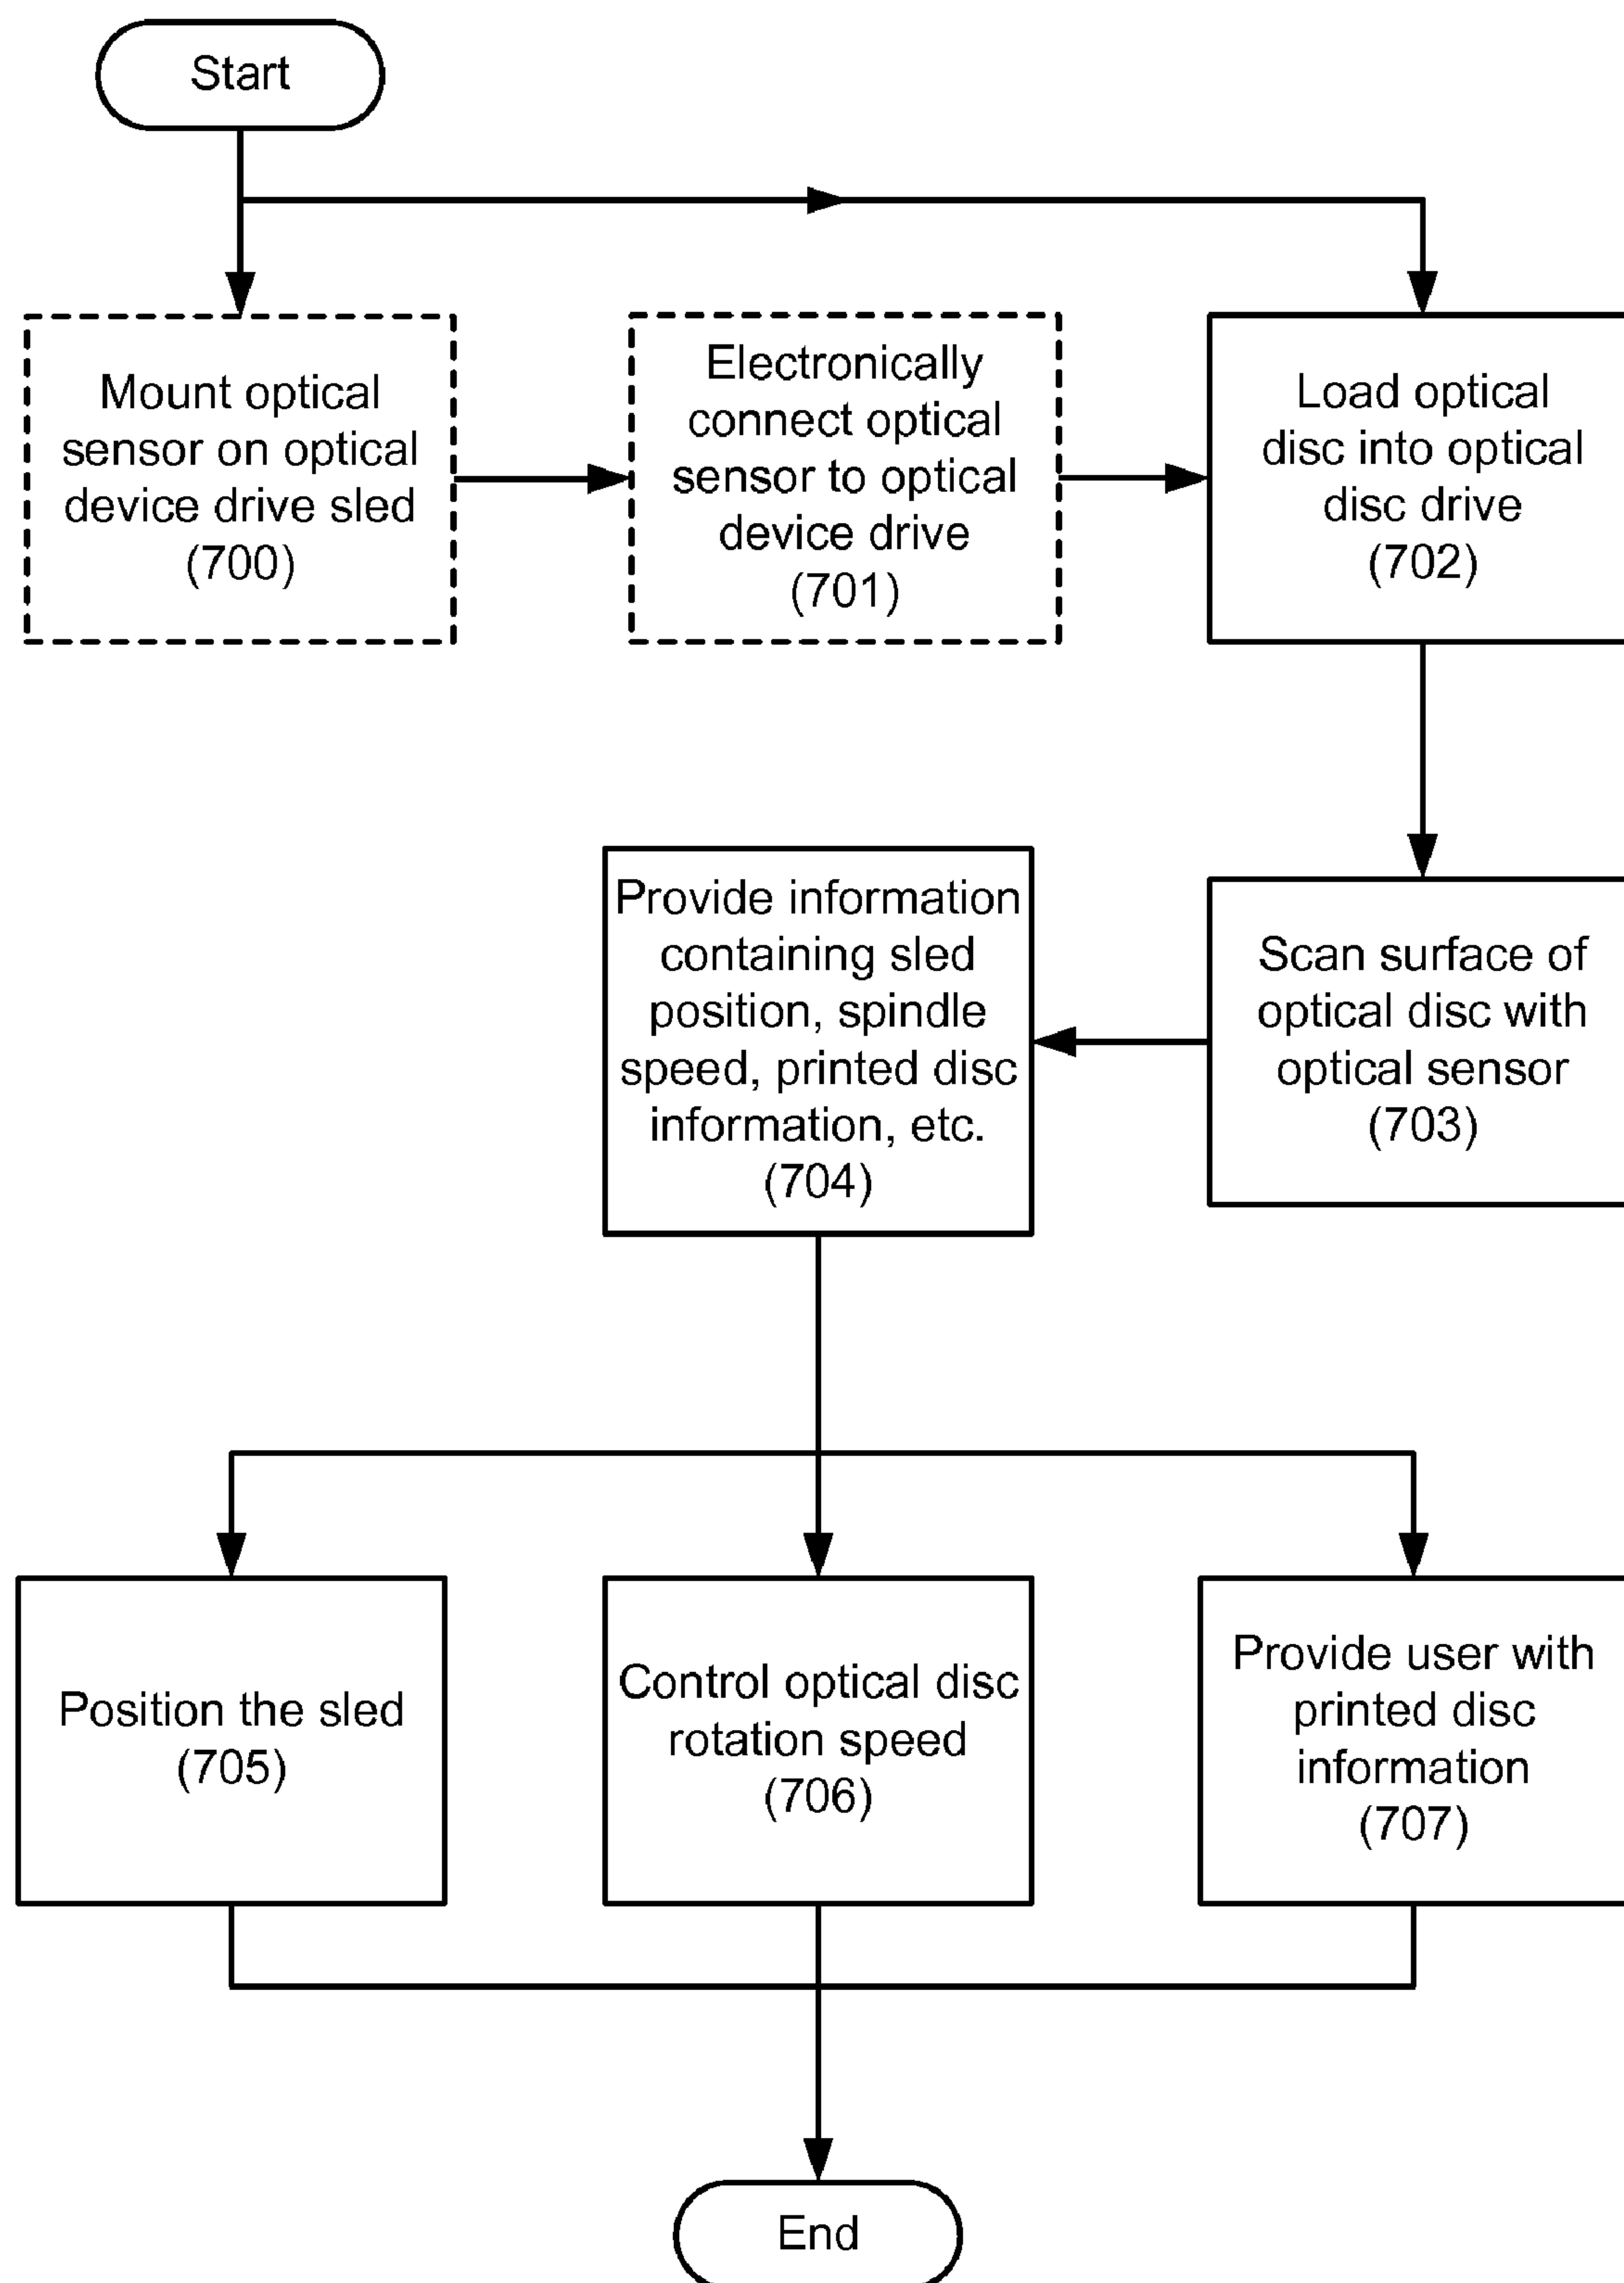 Start
Mount optical
sensor on optical
device drive sled
(700)
Electronically
connect optical
sensor to optical
device drive
(701)
Load optical
disc into optical
disc drive
(702)
Provide information
containing sled
position, spindle
speed, printed disc
information, etc.
(704)
Scan surface of
optical disc with
optical sensor
(703)
Position the sled
(705)
Control optical disc
rotation speed
(706)
Provide user with
printed disc
information
(707)
End